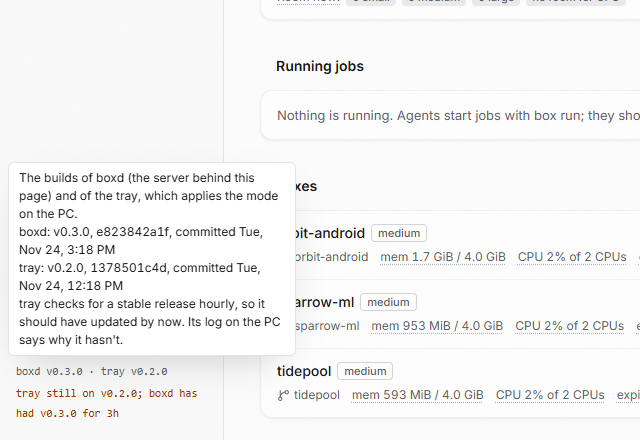 Running jobs
Nothing is running. Agents start jobs with box run; they sho
The builds of boxd (the server behind this
page) and of the tray, which applies the mode
on the PC.
boxd: v0.3.0, e823842a1f, committed Tue,
Nov 24, 3:18 PM
tray: v0.2.0, 1378501c4d, committed Tue,
Nov 24, 12:18 PM
tray checks for a stable release hourly, so it
should have updated by now. Its log on the PC
says why it hasn't.
boxd v0.3.0 · tray v0.2.0
tray still on v0.2.0; boxd has
had v0.3.0 for 3h
xes
bit-android medium
orbit-android mem 1.7 GiB / 4.0 GiB CPU 2% of 2 CPUs
arrow-ml medium
sparrow-ml mem 953 MiB / 4.0 GiB CPU 2% of 2 CPUs e
tidepool medium
tidepool mem 593 MiB / 4.0 GiB CPU 2% of 2 CPUs expi